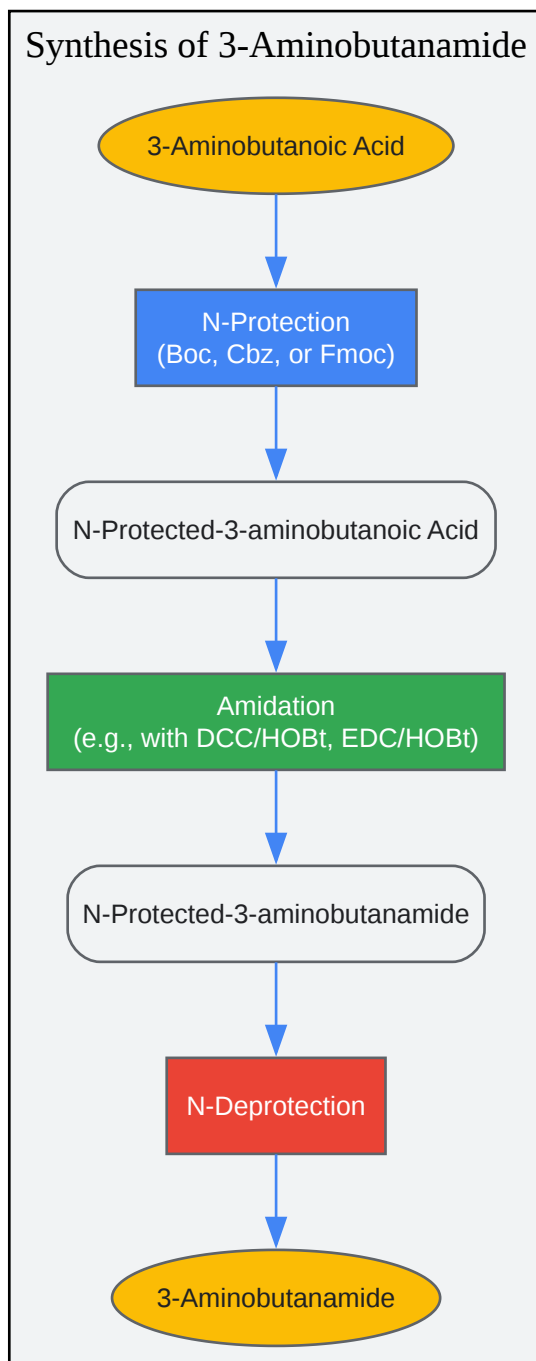 Synthesis of 3-Aminobutanamide
3-Aminobutanoic Acid
N-Protection
(Boc, Cbz, or Fmoc)
N-Protected-3-aminobutanoic Acid
Amidation
(e.g., with DCC/HOBt, EDC/HOBt)
N-Protected-3-aminobutanamide
N-Deprotection
3-Aminobutanamide